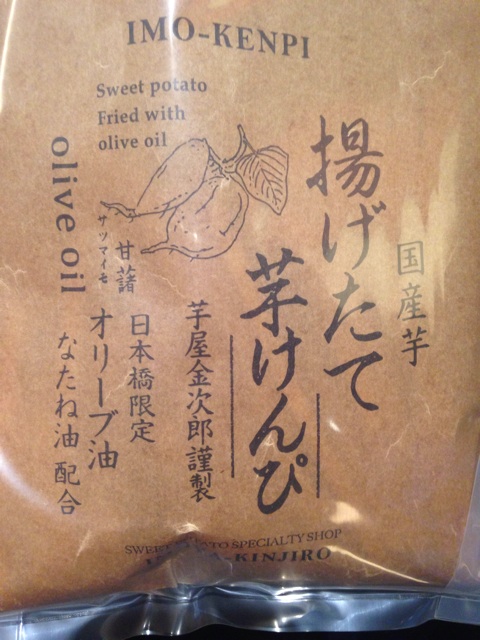 IMO-KENPI
Sweet potato
Fried with
olive oil
国産芋
揚げたて
芋けんぴ
芋屋金次郎謹製
日本橋限定
甘藷
サツマイモ
オリーブ油
なたね油 配合
olive oil
SPECIALTY SHOP
KINJIRO